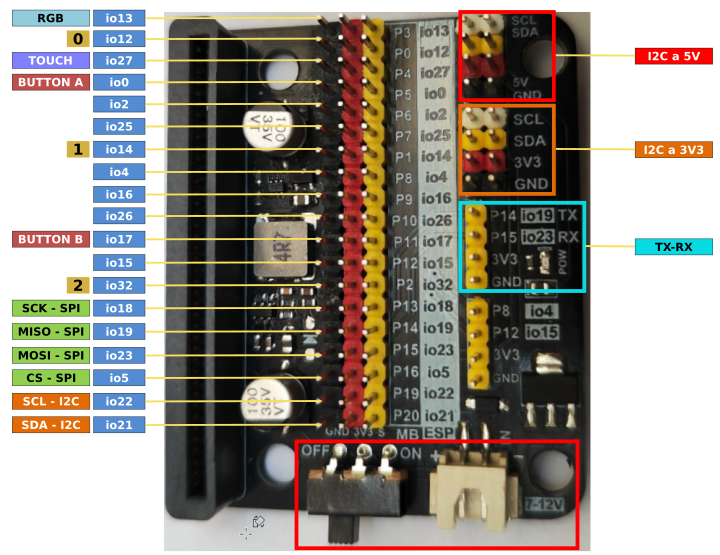 RGB io13
0 io12
TOUCH io27
BUTTON A io0
io2
io25
1 io14
io4
io16
io26
BUTTON B io17
io15
2 io32
SCK - SPI io18
MISO - SPI io19
MOSI - SPI io23
CS - SPI io5
SCL - I2C io22
SDA - I2C io21
P3 io13
P0 io12
P4 io27
P5 io0
P6 io2
P7 io25
P1 io14
P8 io4
P9 io16
P10 io26
P11 io17
P12 io15
P2 io32
P13 io18
P14 io19
P15 io23
P16 io5
P19 io22
P20 io21
GND 3V3 S MB ESP
OFF ON + -
7-12V
100
35V
VT
4R7
100
35V
VT
SCL
SDA
5V
GND
SCL
SDA
3V3
GND
P14 io19 TX
P15 io23 RX
3V3
GND
POW
P8 io4
P12 io15
3V3
GND
I2C a 5V
I2C a 3V3
TX-RX